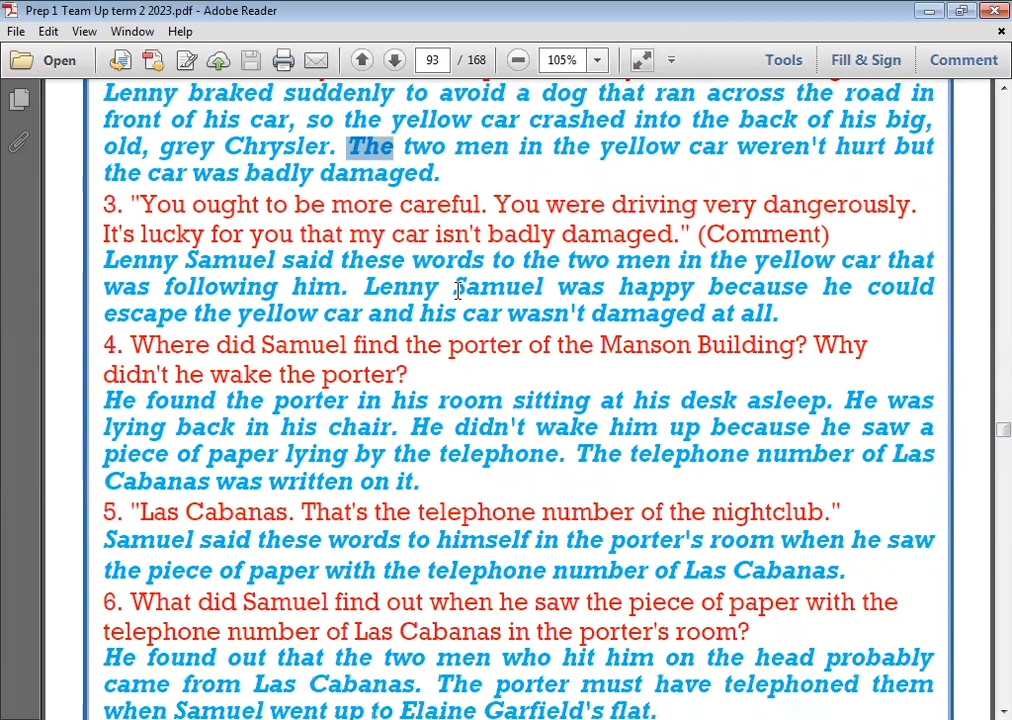 Prep 1 Team Up term 2 2023.pdf - Adobe Reader
File Edit View Window Help
Open 93 / 168 105% Tools Fill & Sign Comment
Lenny braked suddenly to avoid a dog that ran across the road in
front of his car, so the yellow car crashed into the back of his big,
old, grey Chrysler. The two men in the yellow car weren't hurt but
the car was badly damaged.
3. "You ought to be more careful. You were driving very dangerously.
It's lucky for you that my car isn't badly damaged." (Comment)
Lenny Samuel said these words to the two men in the yellow car that
was following him. Lenny Samuel was happy because he could
escape the yellow car and his car wasn't damaged at all.
4. Where did Samuel find the porter of the Manson Building? Why
didn't he wake the porter?
He found the porter in his room sitting at his desk asleep. He was
lying back in his chair. He didn't wake him up because he saw a
piece of paper lying by the telephone. The telephone number of Las
Cabanas was written on it.
5. "Las Cabanas. That's the telephone number of the nightclub."
Samuel said these words to himself in the porter's room when he saw
the piece of paper with the telephone number of Las Cabanas.
6. What did Samuel find out when he saw the piece of paper with the
telephone number of Las Cabanas in the porter's room?
He found out that the two men who hit him on the head probably
came from Las Cabanas. The porter must have telephoned them
when Samuel went up to Elaine Garfield's flat.